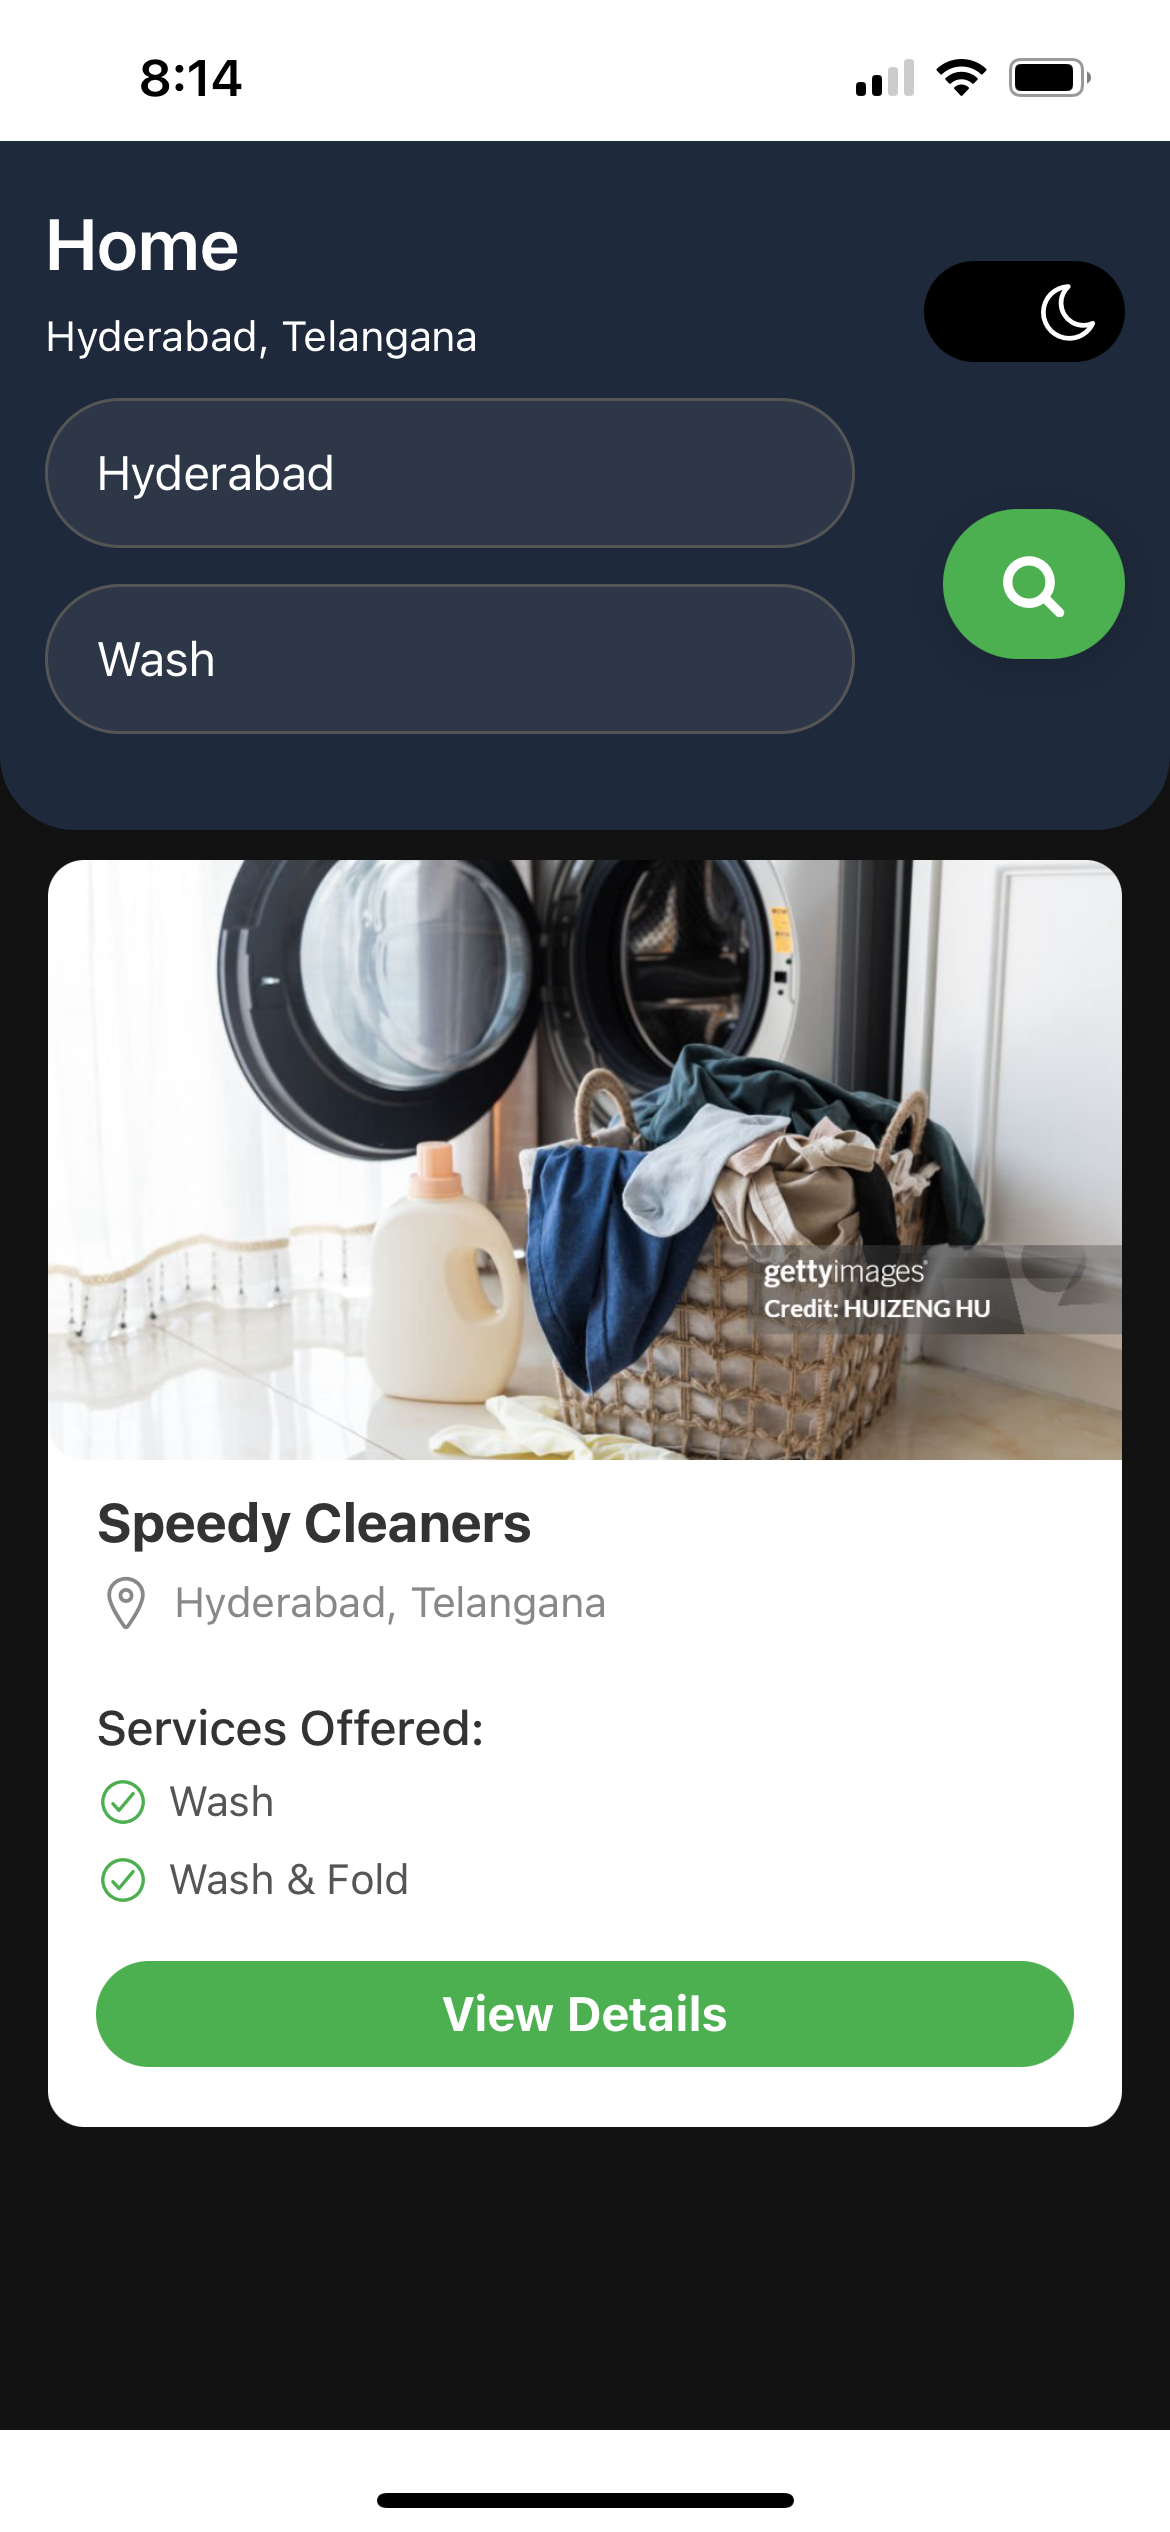 8:14
Home
Hyderabad, Telangana
Hyderabad
Wash
gettyimages®
Credit: HUIZENG HU
Speedy Cleaners
Hyderabad, Telangana
Services Offered:
Wash
Wash & Fold
View Details